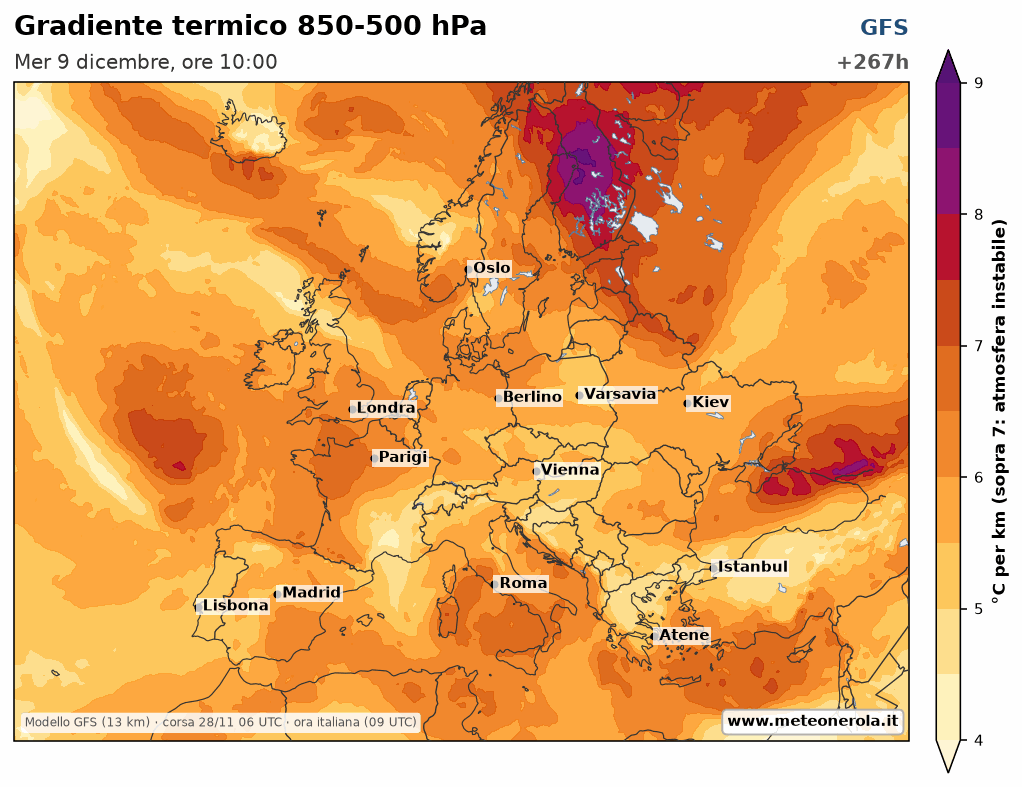 Gradiente termico 850-500 hPa
GFS
Mer 9 dicembre, ore 10:00
+267h
Oslo
Londra
Berlino
Varsavia
Kiev
Parigi
Vienna
Istanbul
Roma
Madrid
Lisbona
Atene
Modello GFS (13 km) · corsa 28/11 06 UTC · ora italiana (09 UTC)
www.meteonerola.it
9
8
7
6
5
4
°C per km (sopra 7: atmosfera instabile)